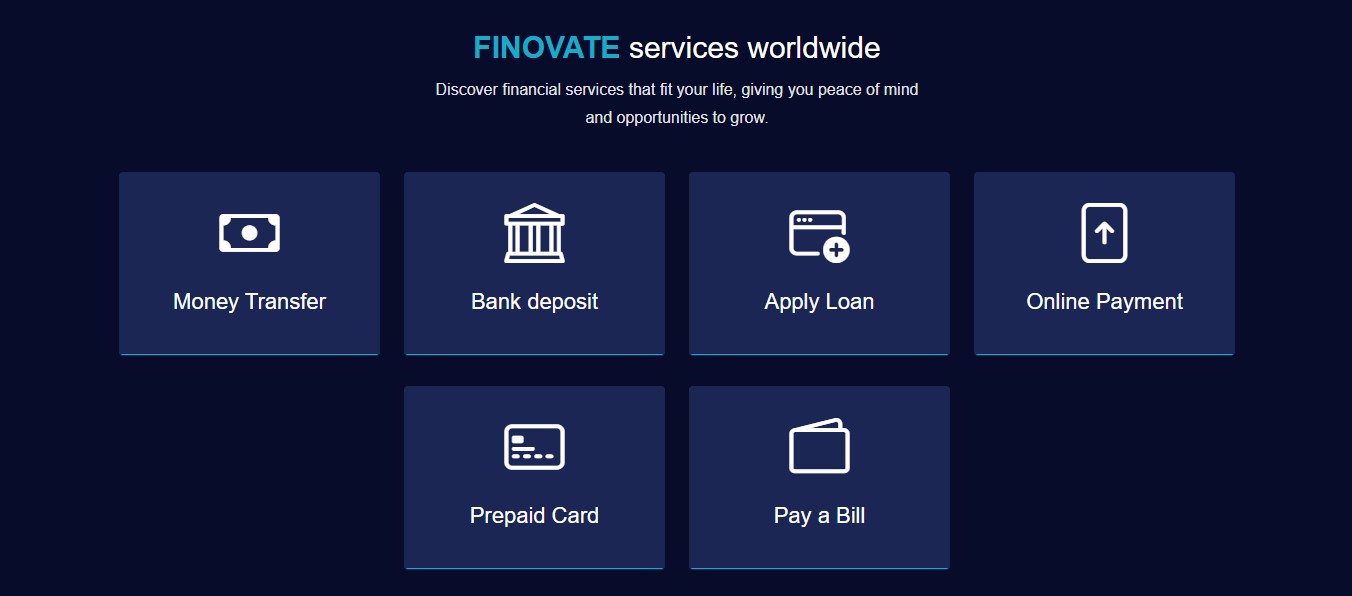 FINOVATE services worldwide
Discover financial services that fit your life, giving you peace of mind
and opportunities to grow.
Money Transfer
Bank deposit
Apply Loan
Online Payment
Prepaid Card
Pay a Bill